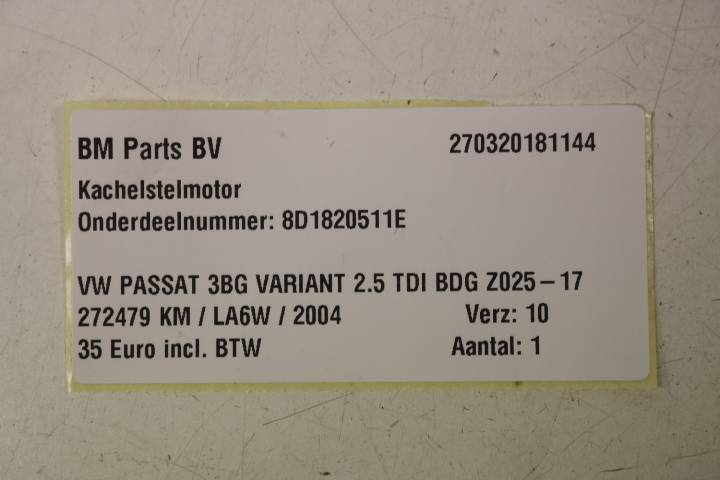 BM Parts BV 270320181144
Kachelstelmotor
Onderdeelnummer: 8D1820511E
VW PASSAT 3BG VARIANT 2.5 TDI BDG Z025-17
272479 KM / LA6W / 2004 Verz: 10
35 Euro incl. BTW Aantal: 1